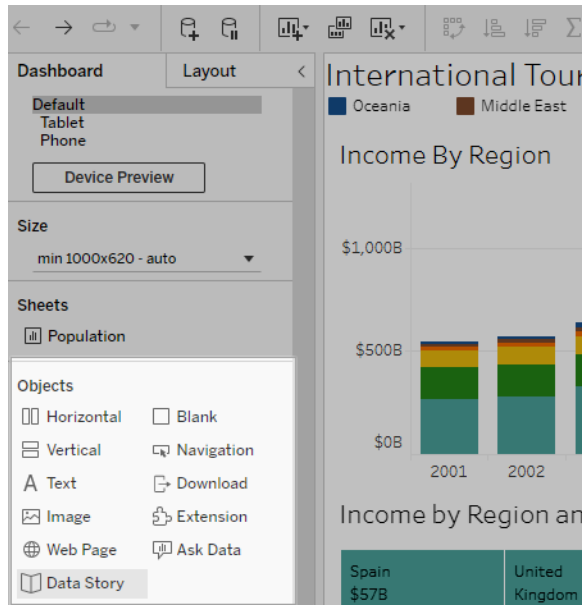 Dashboard
Layout
Default
Tablet
Phone
Device Preview
Size
min 1000x620 - auto
Sheets
Population
Objects
Horizontal
Blank
Vertical
Navigation
Text
Download
Image
Extension
Web Page
Ask Data
Data Story
International
Oceania
Middle East
Income By Region
$1,000B
$500B
$0B
2001
2002
Income by Region
Spain
$57B
United
Kingdom